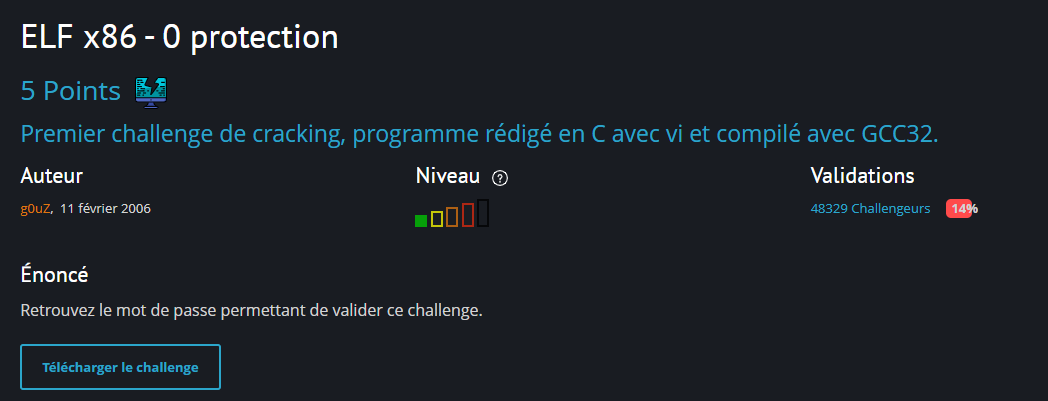 ELF x86 - 0 protection
5 Points
Premier challenge de cracking, programme rédigé en C avec vi et compilé avec GCC32.
Auteur Niveau ? Validations
g0uZ, 11 février 2006 48329 Challengeurs 14%
Énoncé
Retrouvez le mot de passe permettant de valider ce challenge.
Télécharger le challenge